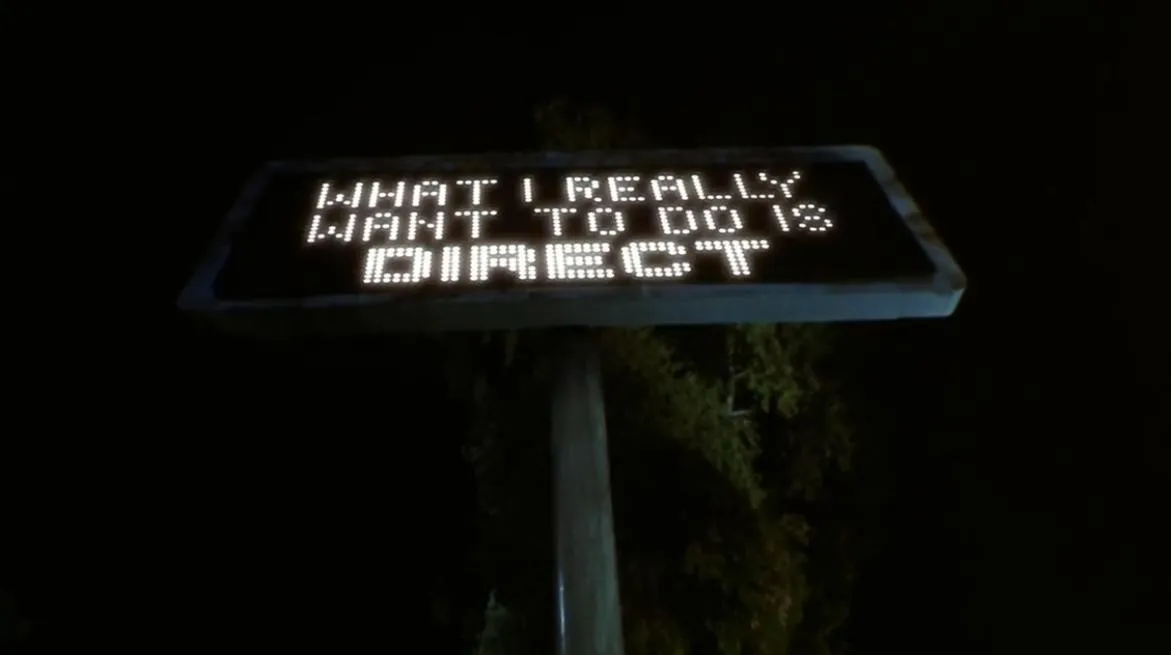 WHAT I REALLY
WANT TO DO IS
DIRECT